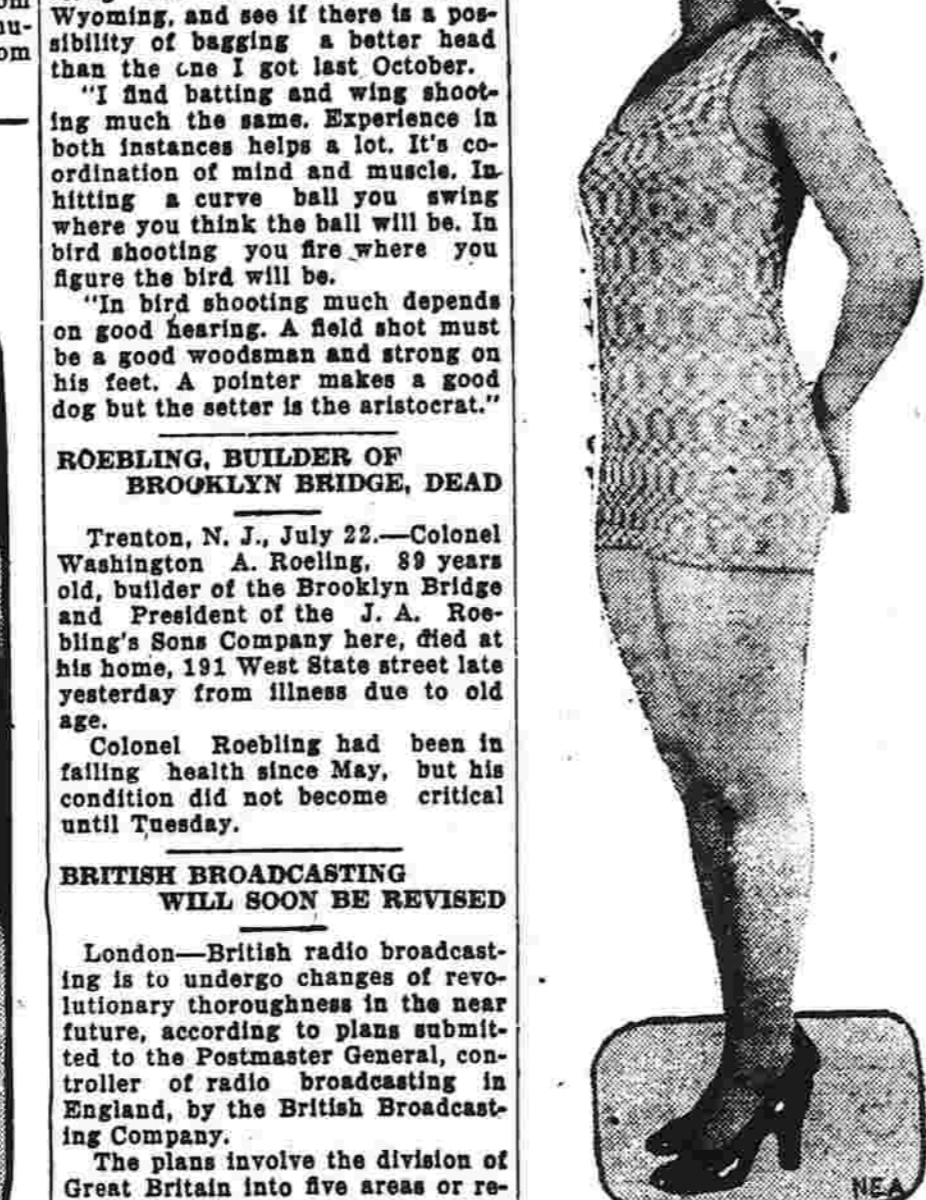 om
nu-
om
Wyoming, and see if there is a pos-
sibility of bagging a better head
than the one I got last October.
"I find batting and wing shoot-
ing much the same. Experience in
both instances helps a lot. It's co-
ordination of mind and muscle. In
hitting a curve ball you swing
where you think the ball will be. In
bird shooting you fire where you
figure the bird will be.
"In bird shooting much depends
on good hearing. A field shot must
be a good woodsman and strong on
his feet. A pointer makes a good
dog but the setter is the aristocrat."
ROEBLING, BUILDER OF
BROOKLYN BRIDGE, DEAD
Trenton, N. J., July 22.—Colonel
Washington A. Roeling, 89 years
old, builder of the Brooklyn Bridge
and President of the J. A. Roe-
bling's Sons Company here, died at
his home, 191 West State street late
yesterday from illness due to old
age.
Colonel Roebling had been in
failing health since May, but his
condition did not become critical
until Tuesday.
BRITISH BROADCASTING
WILL SOON BE REVISED
London—British radio broadcast-
ing is to undergo changes of revo-
lutionary thoroughness in the near
future, according to plans submit-
ted to the Postmaster General, con-
troller of radio broadcasting in
England, by the British Broadcast-
ing Company.
The plans involve the division of
Great Britain into five areas or re-
NEA